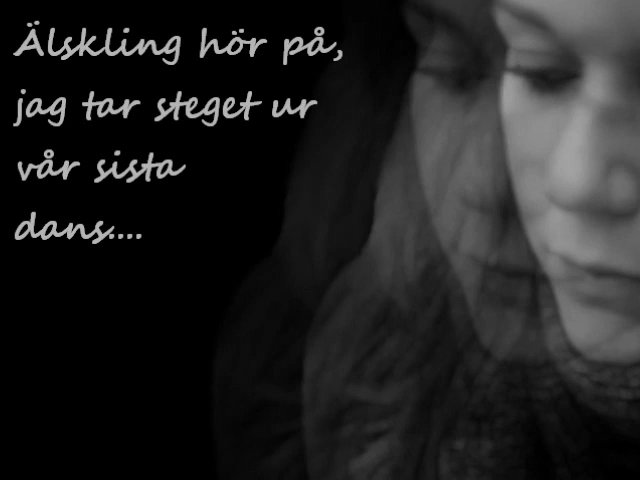 Älskling hör på,
jag tar steget ur
vår sista
dans....